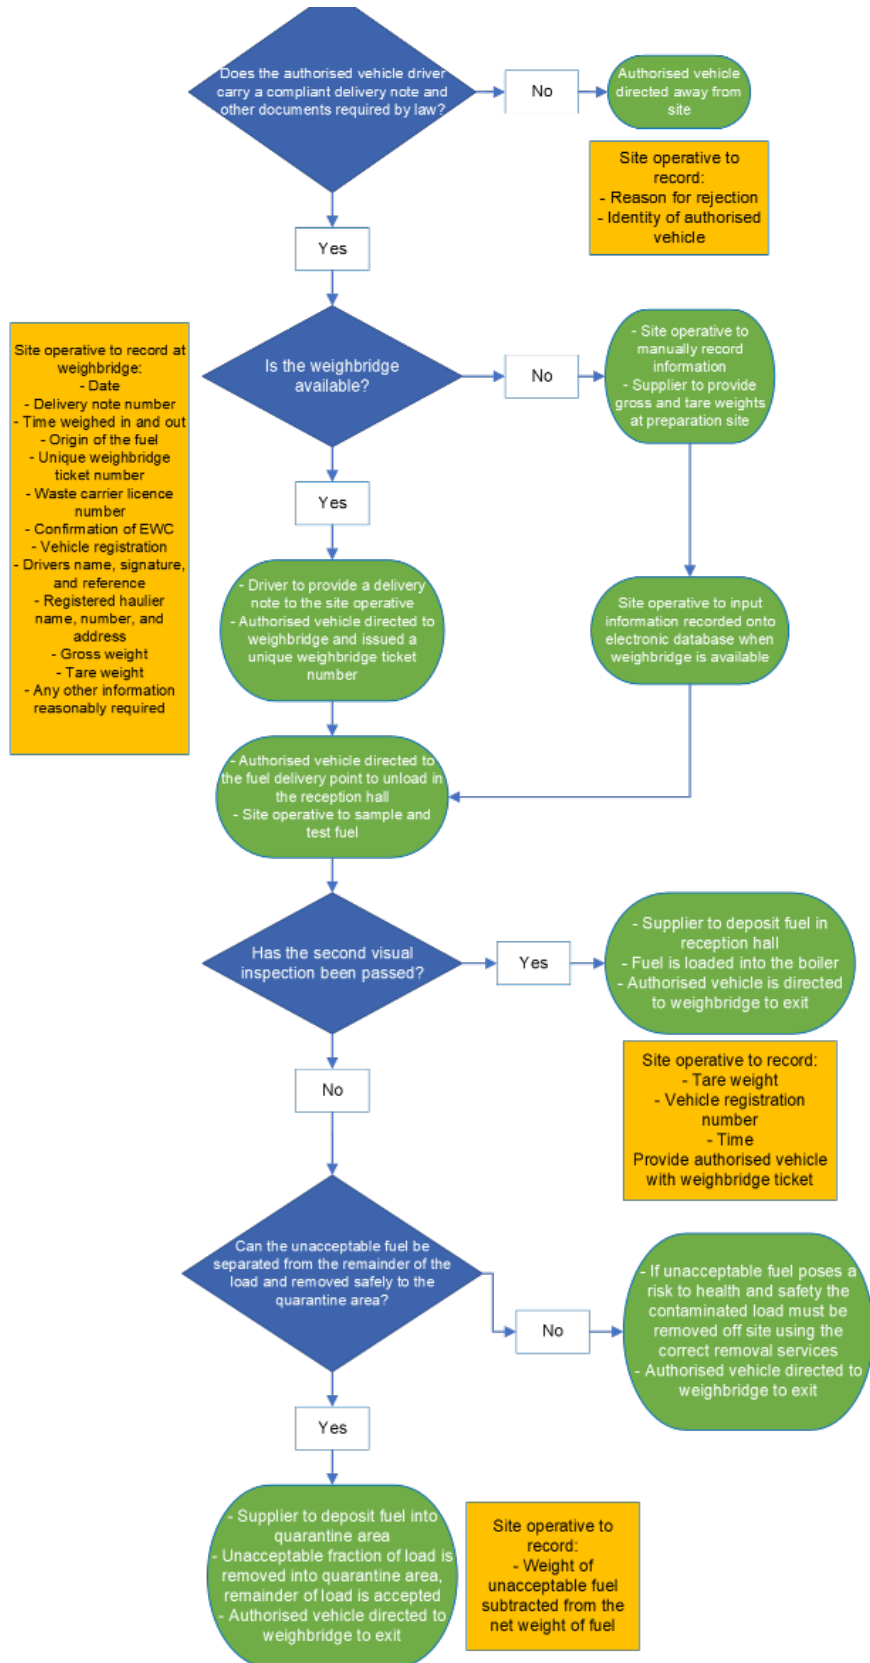 Does the authorised vehicle driver
carry a compliant delivery note and
other documents required by law?
No
Authorised vehicle
directed away from
site
Site operative to
record:
- Reason for rejection
- Identity of authorised
vehicle
Yes
Is the weighbridge
available?
No
- Site operative to
manually record
information
- Supplier to provide
gross and tare weights
at preparation site
Site operative to record at
weighbridge:
- Date
- Delivery note number
- Time weighed in and out
- Origin of the fuel
- Unique weighbridge
ticket number
- Waste carrier licence
number
- Confirmation of EWC
- Vehicle registration
- Drivers name, signature,
and reference
- Registered haulier
name, number, and
address
- Gross weight
- Tare weight
- Any other information
reasonably required
Yes
- Driver to provide a delivery
note to the site operative
- Authorised vehicle directed to
weighbridge and issued a
unique weighbridge ticket
number
Site operative to input
information recorded onto
electronic database when
weighbridge is available
- Authorised vehicle directed to
the fuel delivery point to unload in
the reception hall
- Site operative to sample and
test fuel
Has the second visual
inspection been passed?
Yes
- Supplier to deposit fuel in
reception hall
- Fuel is loaded into the boiler
- Authorised vehicle is directed
to weighbridge to exit
Site operative to record:
- Tare weight
- Vehicle registration
number
- Time
Provide authorised vehicle
with weighbridge ticket
No
Can the unacceptable fuel be
separated from the remainder of the
load and removed safely to the
quarantine area?
No
- If unacceptable fuel poses a
risk to health and safety the
contaminated load must be
removed off site using the
correct removal services
- Authorised vehicle directed to
weighbridge to exit
Yes
- Supplier to deposit fuel into
quarantine area
- Unacceptable fraction of load is
removed into quarantine area,
remainder of load is accepted
- Authorised vehicle directed to
weighbridge to exit
Site operative to
record:
- Weight of
unacceptable fuel
subtracted from the
net weight of fuel